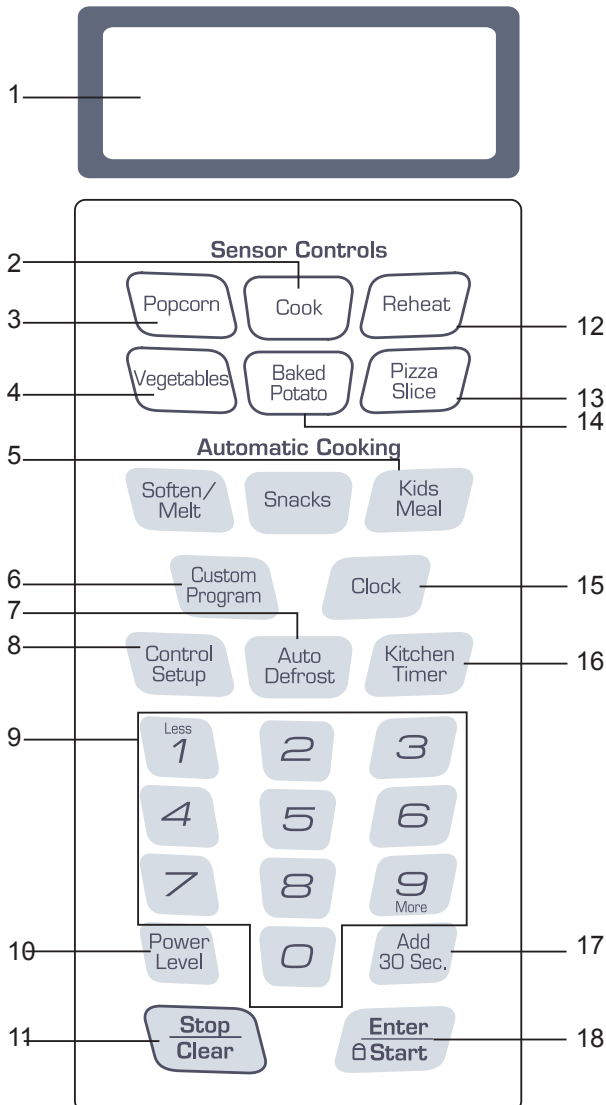 1
Sensor Controls
2
Popcorn
Cook
Reheat
3
12
Vegetables
Baked
Potato
Pizza
Slice
4
13
14
Automatic Cooking
5
Soften/
Melt
Snacks
Kids
Meal
6
Custom
Program
Clock
15
7
8
Control
Setup
Auto
Defrost
Kitchen
Timer
16
9
Less
1
2
3
4
5
6
7
8
9
More
10
Power
Level
0
Add
30 Sec.
17
11
Stop
Clear
Enter
Start
18